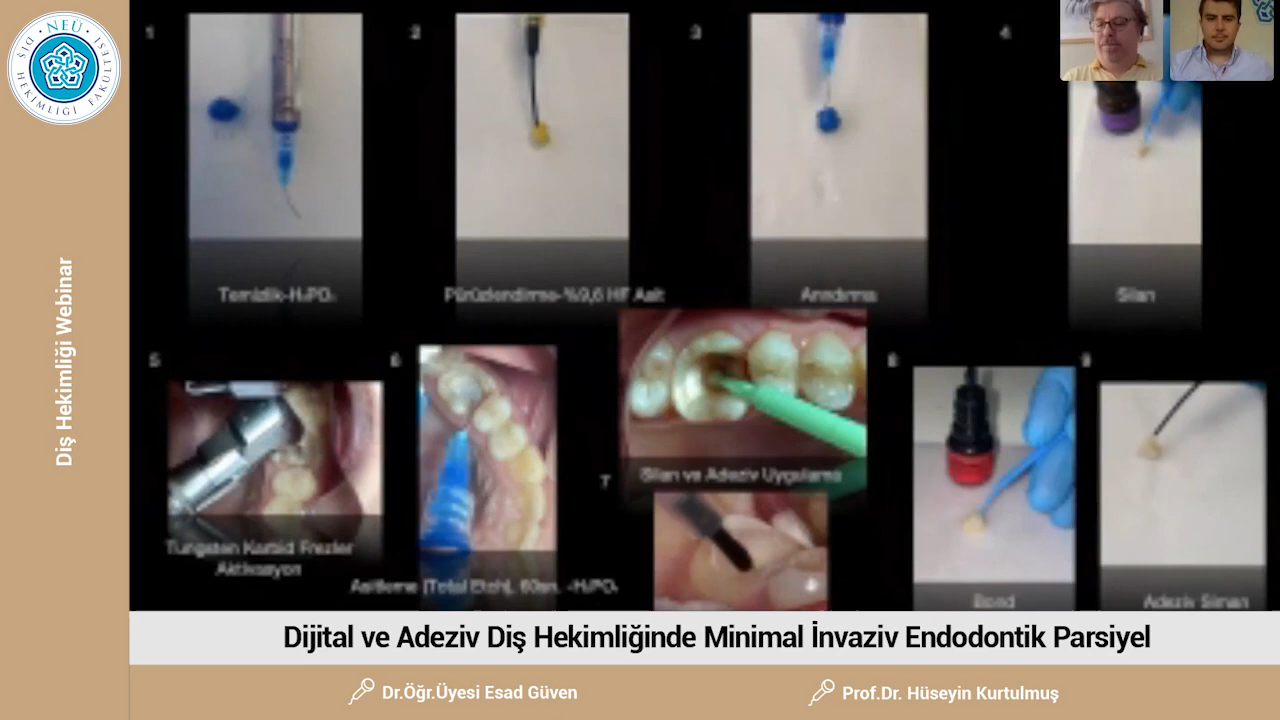 NEÜ
DİŞ HEKİMLİĞİ FAKÜLTESİ
Diş Hekimliği Webinar
1
2
3
4
Temizlik-H₃PO₄
Pürüzlendirme-%9,6 HF Asit
Arındırma
Silan
5
6
7
8
9
Tungsten Karbid Frezler
Aktivasyon
Asitleme (Total Etch), 60sn. -H₃PO₄
Silan ve Adeziv Uygulama
Bond
Adeziv Siman
Dijital ve Adeziv Diş Hekimliğinde Minimal İnvaziv Endodontik Parsiyel
Dr.Öğr.Üyesi Esad Güven
Prof.Dr. Hüseyin Kurtulmuş